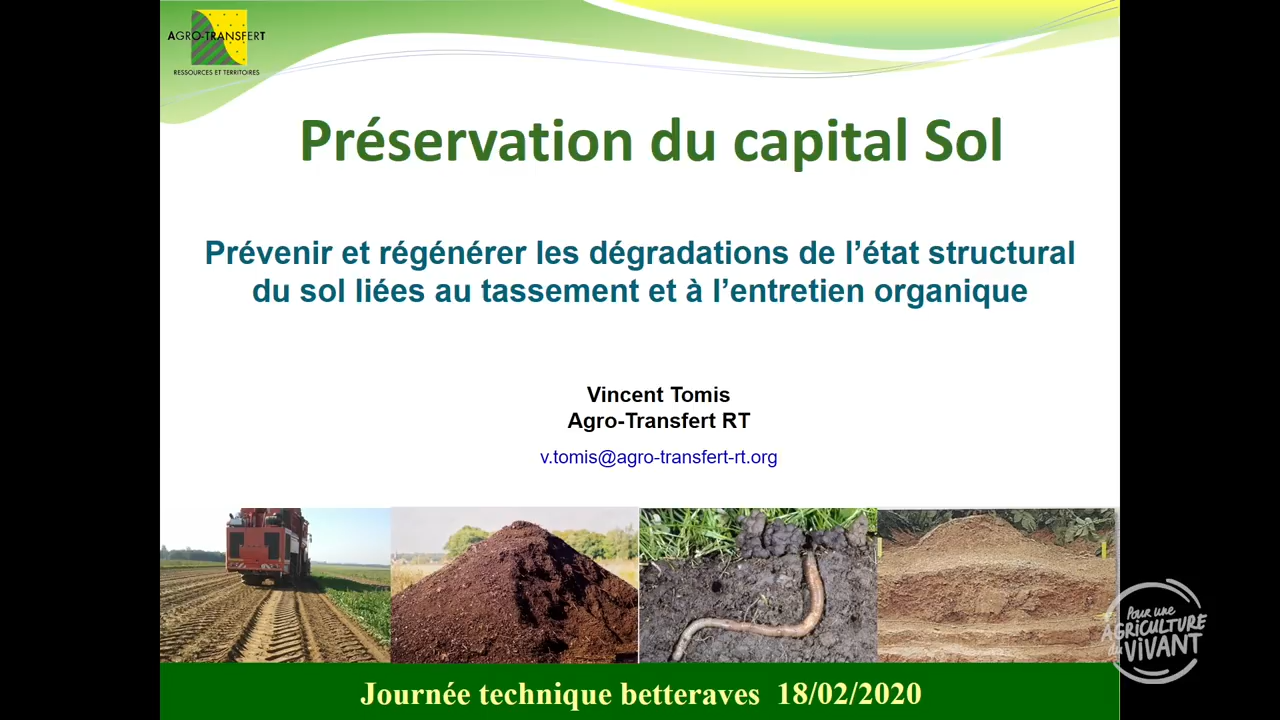 AGRO-TRANSFERT
RESSOURCES ET TERRITOIRES
Préservation du capital Sol
Prévenir et régénérer les dégradations de l’état structural
du sol liées au tassement et à l’entretien organique
Vincent Tomis
Agro-Transfert RT
v.tomis@agro-transfert-rt.org
Pour une
AGRICULTURE
du VIVANT
Journée technique betteraves 18/02/2020